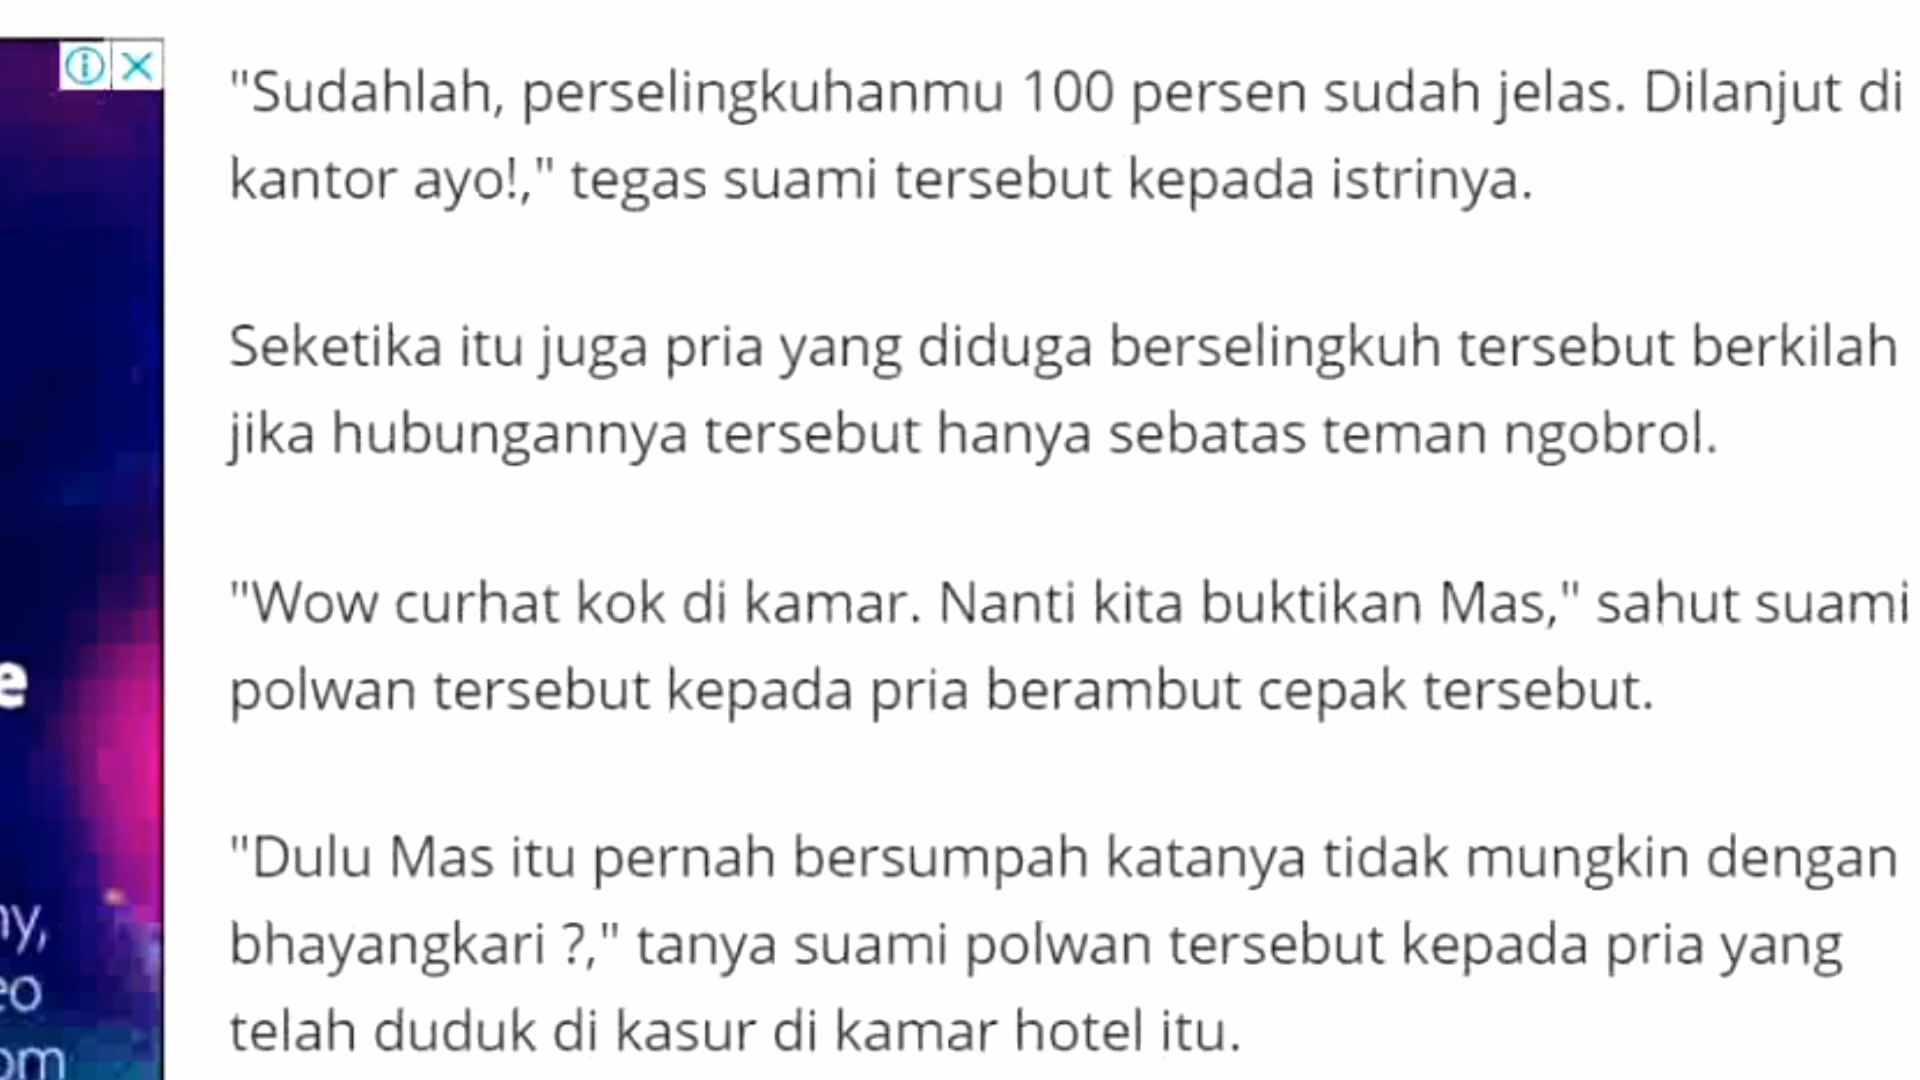 "Sudahlah, perselingkuhanmu 100 persen sudah jelas. Dilanjut di
kantor ayo!," tegas suami tersebut kepada istrinya.
Seketika itu juga pria yang diduga berselingkuh tersebut berkilah
jika hubungannya tersebut hanya sebatas teman ngobrol.
"Wow curhat kok di kamar. Nanti kita buktikan Mas," sahut suami
polwan tersebut kepada pria berambut cepak tersebut.
"Dulu Mas itu pernah bersumpah katanya tidak mungkin dengan
bhayangkari ?," tanya suami polwan tersebut kepada pria yang
telah duduk di kasur di kamar hotel itu.